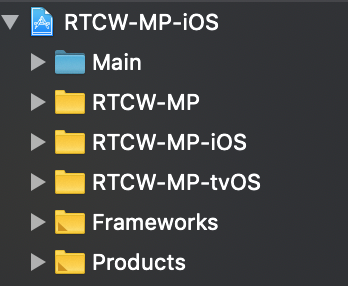 RTCW-MP-iOS
Main
RTCW-MP
RTCW-MP-iOS
RTCW-MP-tvOS
Frameworks
Products